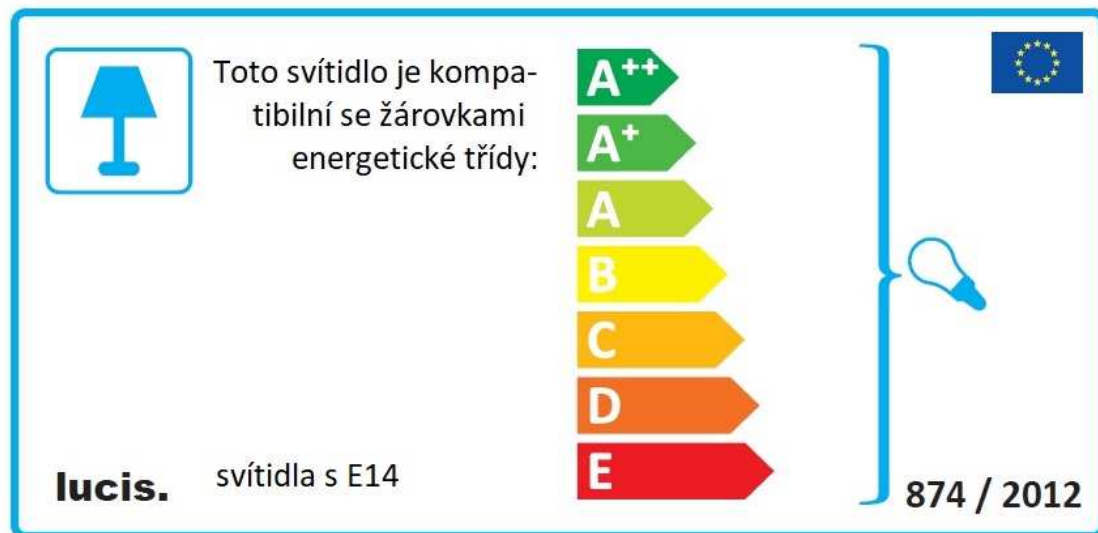 Toto svítidlo je kompa-
tibilní se žárovkami
energetické třídy:
A++
A+
A
B
C
D
E
lucis.
svítidla s E14
874 / 2012